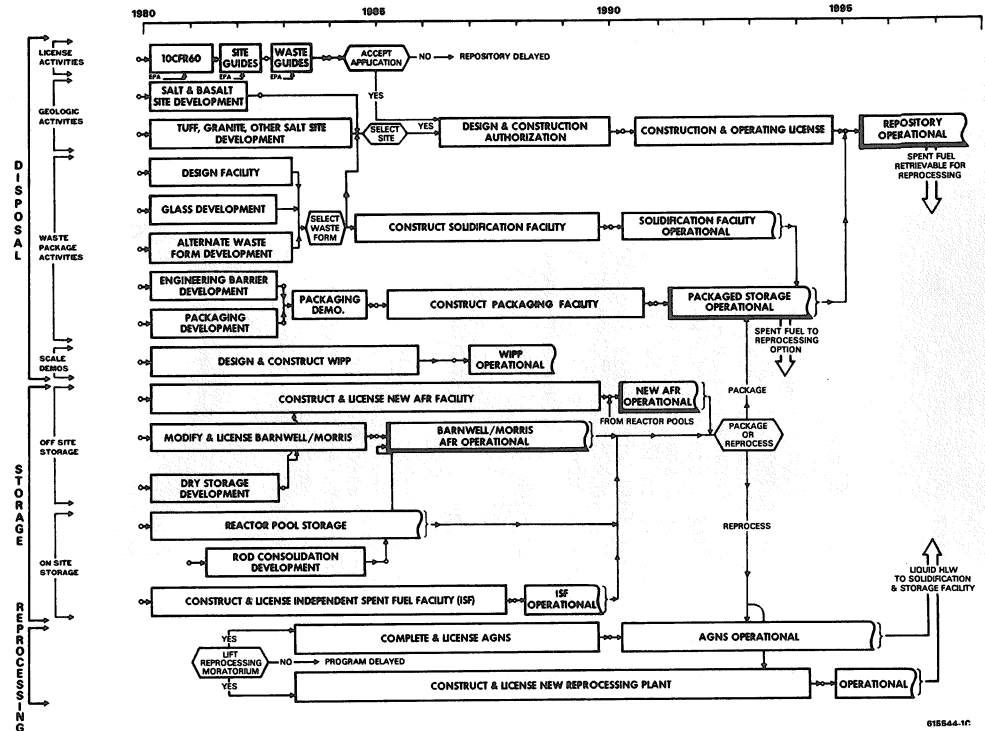 1980 1985 1990 1995
DISPOSAL
LICENSE
ACTIVITIES
10CFR60
EPA
SITE
GUIDES
EPA
WASTE
GUIDES
EPA
ACCEPT
APPLICATION
NO
REPOSITORY DELAYED
YES
GEOLOGIC
ACTIVITIES
SALT & BASALT
SITE DEVELOPMENT
TUFF, GRANITE, OTHER SALT SITE
DEVELOPMENT
SELECT
SITE
YES
DESIGN & CONSTRUCTION
AUTHORIZATION
CONSTRUCTION & OPERATING LICENSE
REPOSITORY
OPERATIONAL
SPENT FUEL
RETRIEVABLE FOR
REPROCESSING
WASTE
PACKAGE
ACTIVITIES
DESIGN FACILITY
GLASS DEVELOPMENT
ALTERNATE WASTE
FORM DEVELOPMENT
SELECT
WASTE
FORM
CONSTRUCT SOLIDIFICATION FACILITY
SOLIDIFICATION FACILITY
OPERATIONAL
ENGINEERING BARRIER
DEVELOPMENT
PACKAGING
DEVELOPMENT
PACKAGING
DEMO.
CONSTRUCT PACKAGING FACILITY
PACKAGED STORAGE
OPERATIONAL
SPENT FUEL TO
REPROCESSING
OPTION
SCALE
DEMOS
DESIGN & CONSTRUCT WIPP
WIPP
OPERATIONAL
STORAGE
OFF SITE
STORAGE
CONSTRUCT & LICENSE NEW AFR FACILITY
NEW AFR
OPERATIONAL
FROM REACTOR POOLS
PACKAGE
MODIFY & LICENSE BARNWELL/MORRIS
BARNWELL/MORRIS
AFR OPERATIONAL
PACKAGE
OR
REPROCESS
DRY STORAGE
DEVELOPMENT
ON SITE
STORAGE
REACTOR POOL STORAGE
REPROCESS
ROD CONSOLIDATION
DEVELOPMENT
CONSTRUCT & LICENSE INDEPENDENT SPENT FUEL FACILITY (ISF)
ISF
OPERATIONAL
LIQUID HLW
TO SOLIDIFICATION
& STORAGE FACILITY
REPROCESSING
LIFT
REPROCESSING
MORATORIUM
YES
NO
PROGRAM DELAYED
YES
COMPLETE & LICENSE AGNS
AGNS OPERATIONAL
CONSTRUCT & LICENSE NEW REPROCESSING PLANT
OPERATIONAL
615544-1C